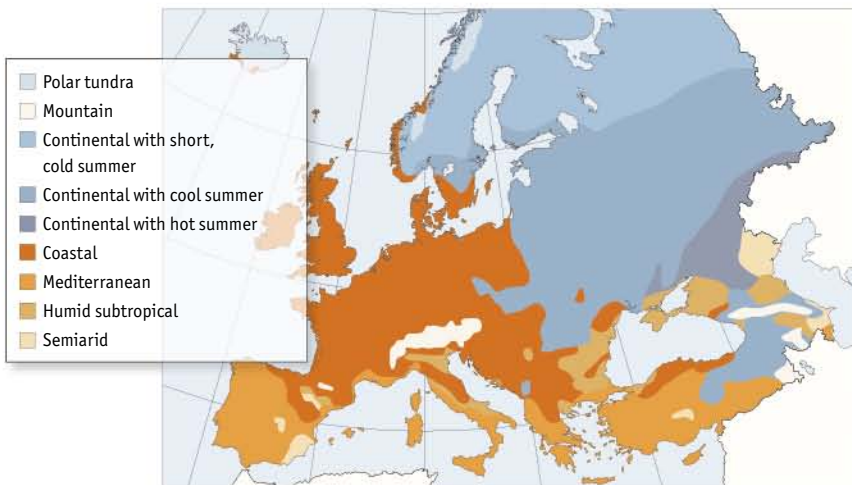 Polar tundra
Mountain
Continental with short,
cold summer
Continental with cool summer
Continental with hot summer
Coastal
Mediterranean
Humid subtropical
Semiarid